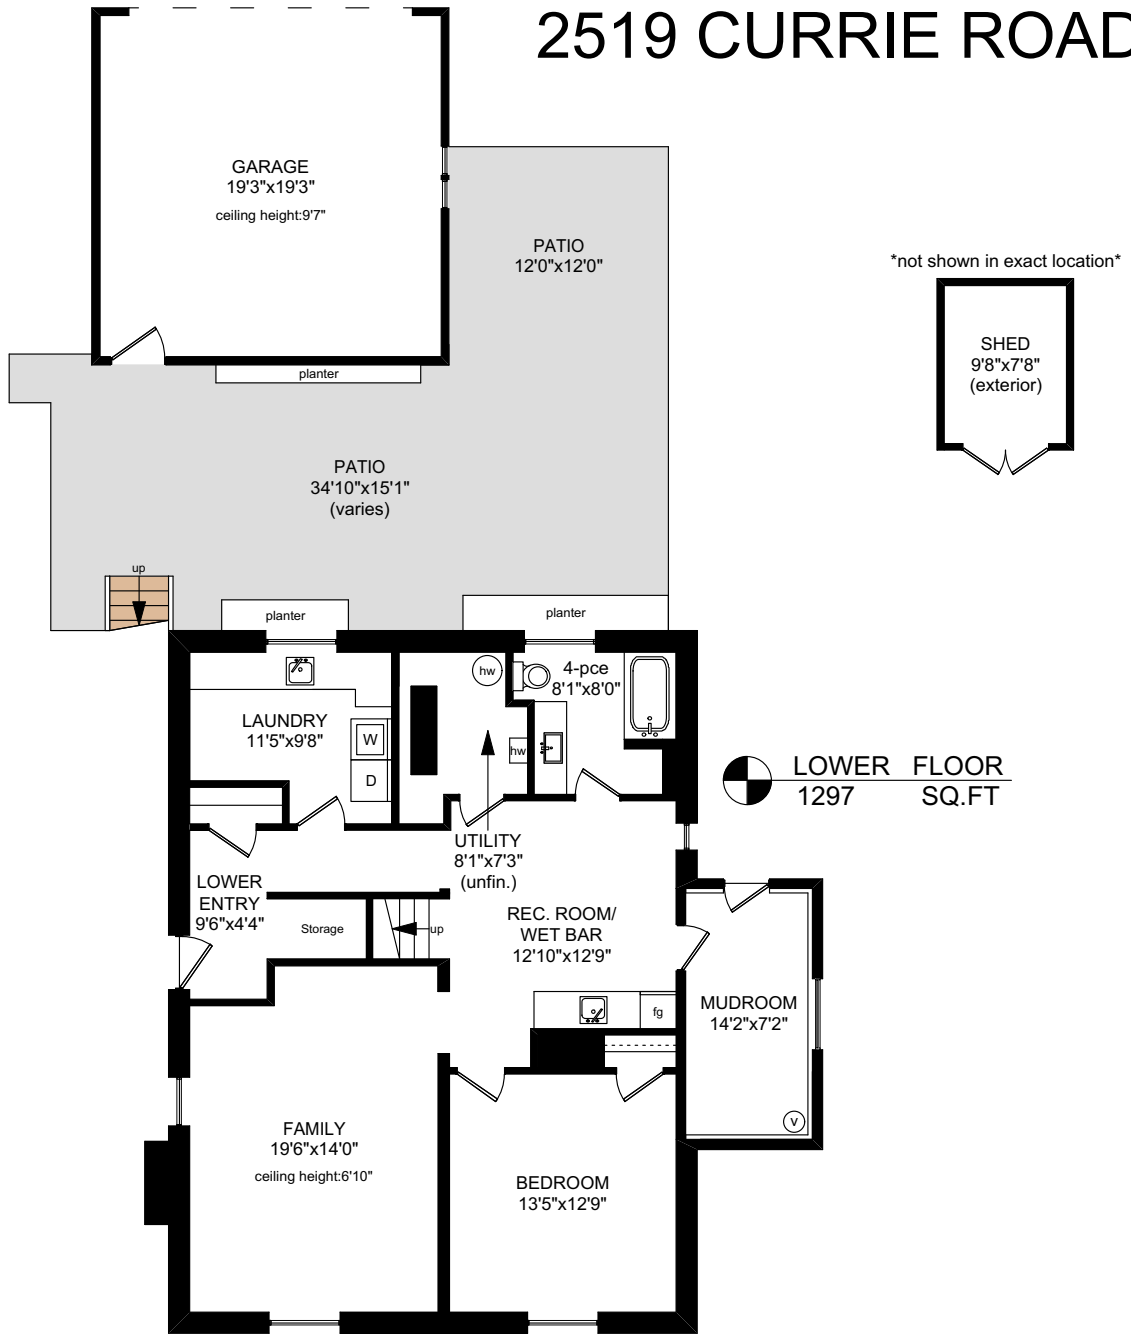 2519 CURRIE ROAD
GARAGE
19'3"x19'3"
ceiling height:9'7"
PATIO
12'0"x12'0"
*not shown in exact location*
SHED
9'8"x7'8"
(exterior)
planter
PATIO
34'10"x15'1"
(varies)
up
planter
planter
hw
4-pce
8'1"x8'0"
LAUNDRY
11'5"x9'8"
W
D
hw
LOWER FLOOR
1297 SQ.FT
UTILITY
8'1"x7'3"
(unfin.)
LOWER
ENTRY
9'6"x4'4"
Storage
up
REC. ROOM/
WET BAR
12'10"x12'9"
fg
MUDROOM
14'2"x7'2"
v
FAMILY
19'6"x14'0"
ceiling height:6'10"
BEDROOM
13'5"x12'9"